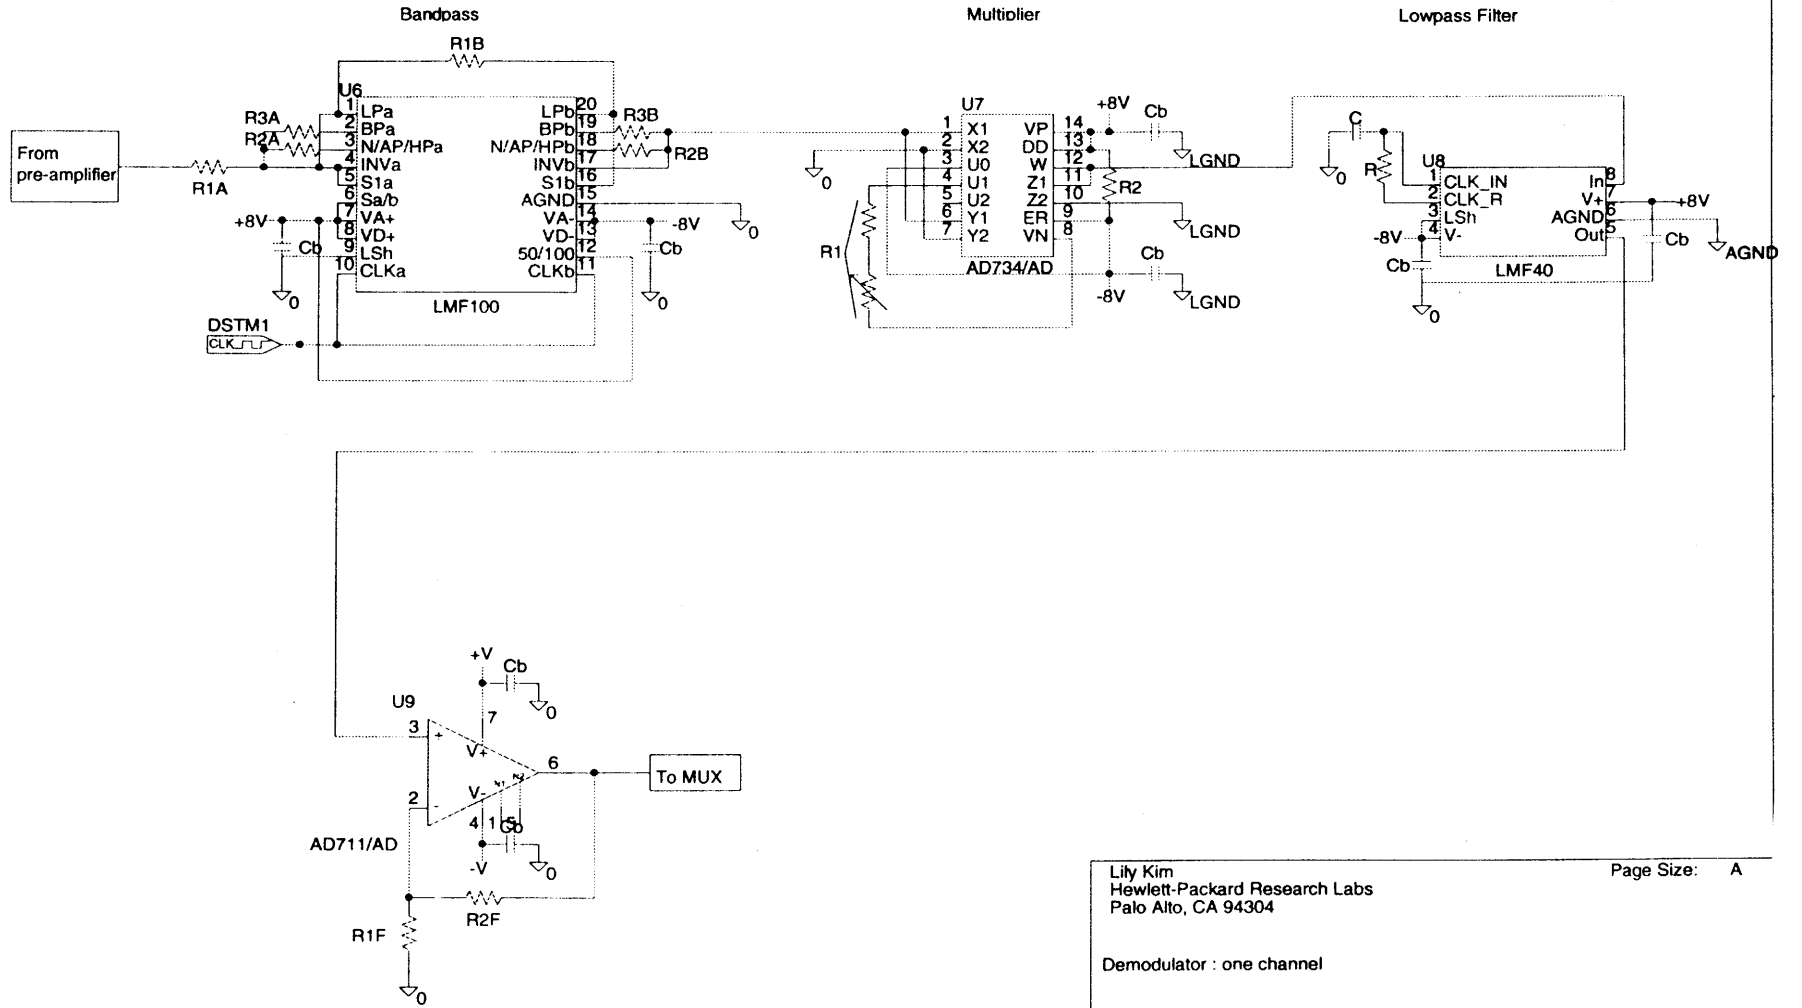 Bandpass
Multiplier
Lowpass Filter
R1B
U6
R3A
R2A
1 LPa
2 BPa
3 N/AP/HPa
4 INVa
5 S1a
6 Sa/b
7 VA+
8 VD+
9 LSh
10 CLKa
LPb 20
BPb 19
N/AP/HPb 18
INVb 17
S1b 16
AGND 15
VA- 14
VD- 13
50/100 12
CLKb 11
LMF100
R3B
R2B
From
pre-amplifier
R1A
+8V
Cb
0
-8V
Cb
0
0
DSTM1
CLK
U7
1 X1
2 X2
3 U0
4 U1
5 U2
6 Y1
7 Y2
VP 14
DD 13
W 12
Z1 11
Z2 10
ER 9
VN 8
AD734/AD
0
R1
+8V
Cb
LGND
R2
LGND
Cb
-8V
LGND
C
0
R
U8
1 CLK_IN
2 CLK_R
3 LSh
4 V-
In 8
V+ 7
AGND 6
Out 5
LMF40
-8V
Cb
0
+8V
Cb
AGND
+V
Cb
0
U9
7
3
+
V+
6
To MUX
2
-
V-
4
1
5
Cb
0
-V
AD711/AD
R2F
R1F
0
Lily Kim
Hewlett-Packard Research Labs
Palo Alto, CA 94304
Page Size: A
Demodulator : one channel